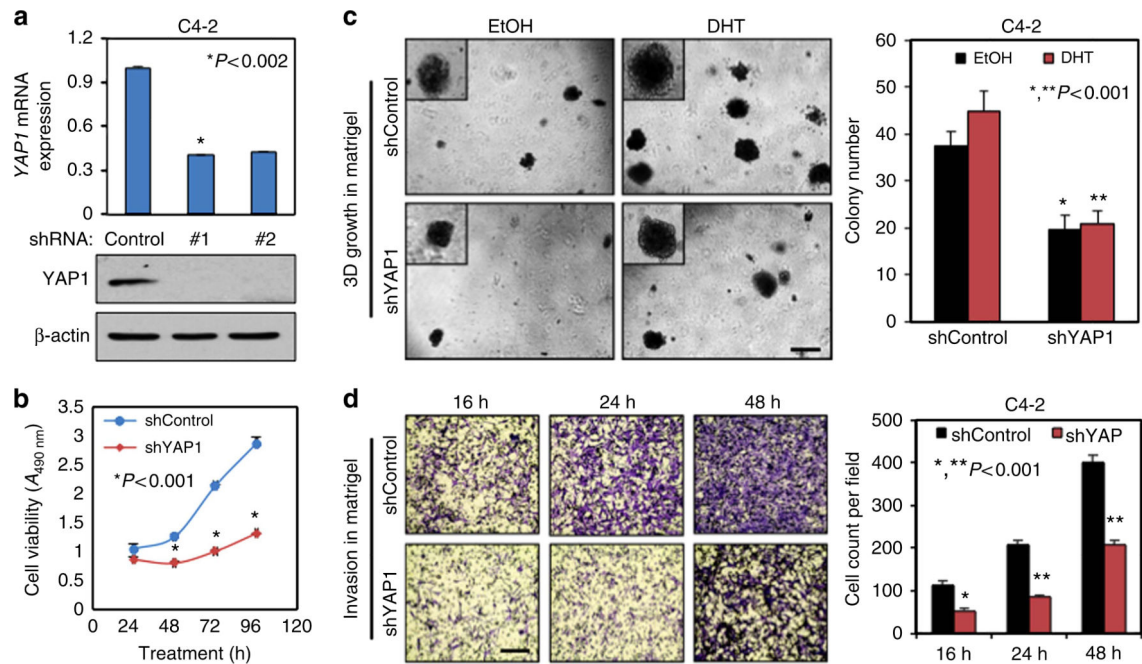 a
C4-2
1.2
0.9
0.6
0.3
0
YAP1 mRNA
expression
*P<0.002
*
shRNA: Control #1 #2
YAP1
β-actin
b
3.5
3
2.5
2
1.5
1
0.5
0
Cell viability (A490 nm)
shControl
shYAP1
*P<0.001
* * *
0 24 48 72 96 120
Treatment (h)
c
EtOH DHT
3D growth in matrigel
shControl
shYAP1
C4-2
60
50
40
30
20
10
0
Colony number
EtOH DHT
*,**P<0.001
* **
shControl shYAP1
d
16 h 24 h 48 h
Invasion in matrigel
shControl
shYAP1
C4-2
500
400
300
200
100
0
Cell count per field
shControl shYAP
*,**P<0.001
* ** **
16 h 24 h 48 h